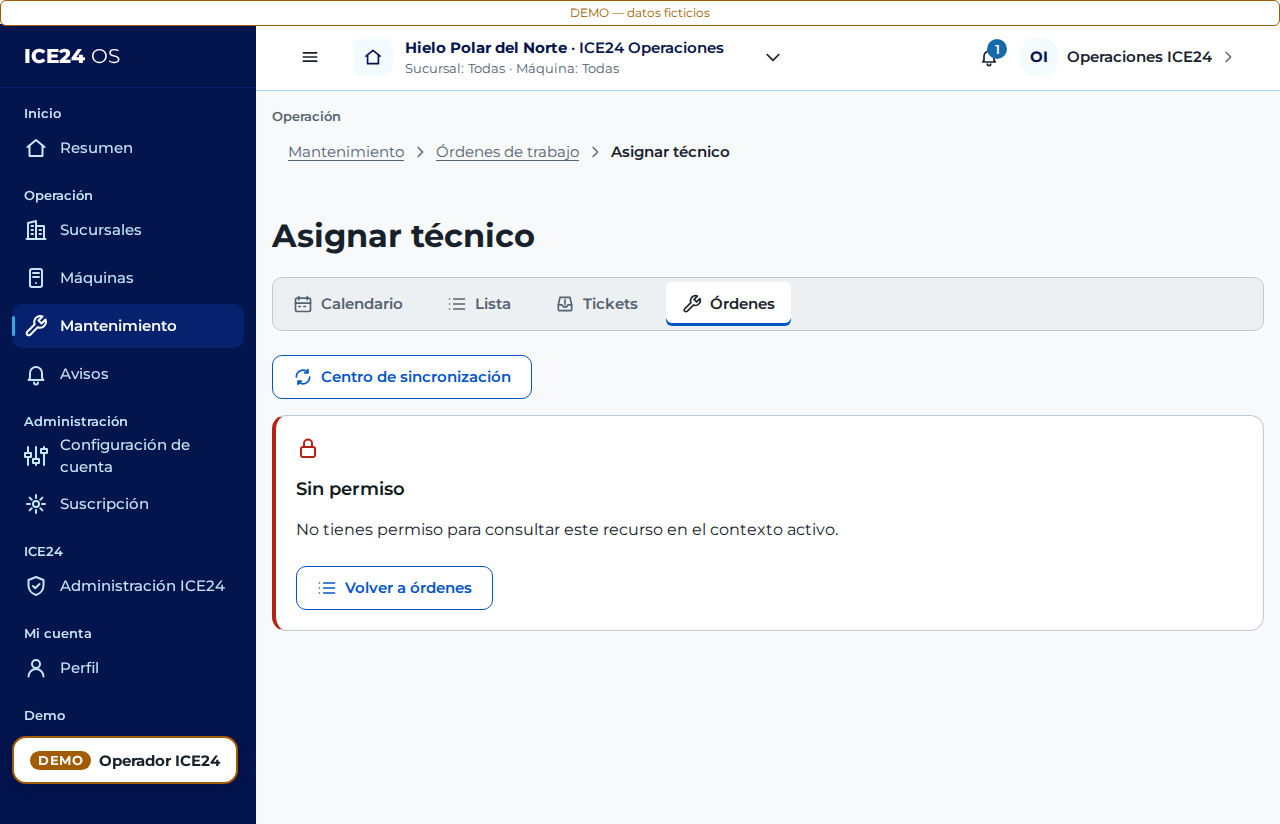 DEMO — datos ficticios
ICE24 OS
Hielo Polar del Norte · ICE24 Operaciones
Sucursal: Todas · Máquina: Todas
1
OI
Operaciones ICE24
Inicio
Resumen
Operación
Sucursales
Máquinas
Mantenimiento
Avisos
Administración
Configuración de
cuenta
Suscripción
ICE24
Administración ICE24
Mi cuenta
Perfil
Demo
DEMO Operador ICE24
Operación
Mantenimiento > Órdenes de trabajo > Asignar técnico
Asignar técnico
Calendario
Lista
Tickets
Órdenes
Centro de sincronización
Sin permiso
No tienes permiso para consultar este recurso en el contexto activo.
Volver a órdenes